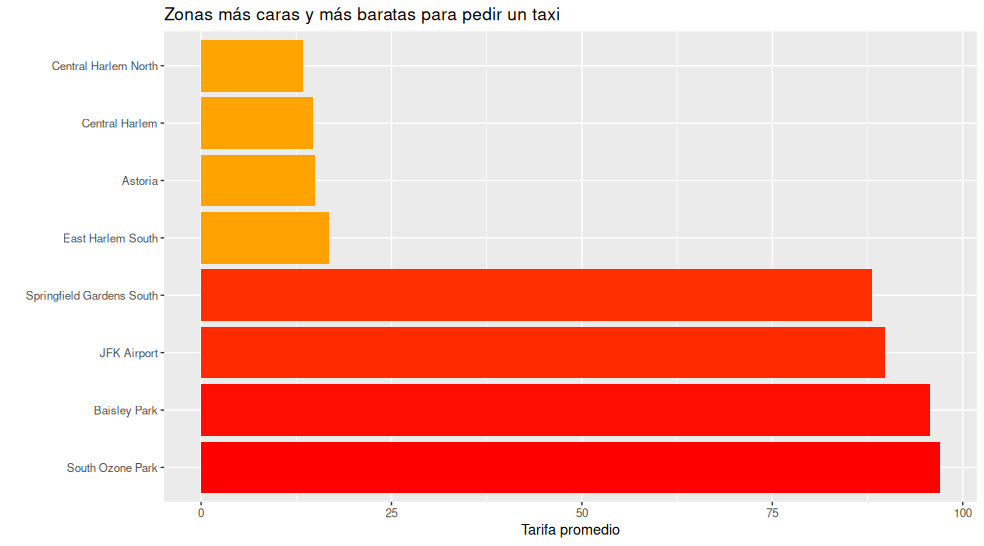 Zonas más caras y más baratas para pedir un taxi
Central Harlem North
Central Harlem
Astoria
East Harlem South
Springfield Gardens South
JFK Airport
Baisley Park
South Ozone Park
0 25 50 75 100
Tarifa promedio